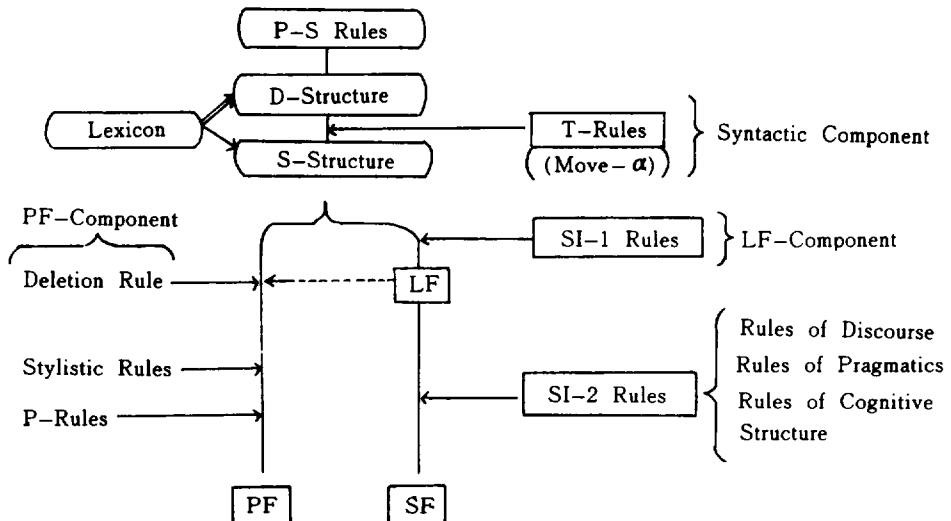 P-S Rules
D-Structure
Lexicon
T-Rules
Syntactic Component
S-Structure
(Move-α)
PF-Component
SI-1 Rules
LF-Component
Deletion Rule
LF
Rules of Discourse
Stylistic Rules
Rules of Pragmatics
SI-2 Rules
Rules of Cognitive
Structure
P-Rules
PF
SF